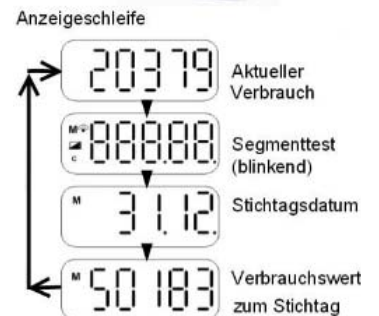 Anzeigeschleife
20379
Aktueller
Verbrauch
M
888.88.
c
Segmenttest
(blinkend)
M
31.12.
Stichtagsdatum
M
50183
Verbrauchswert
zum Stichtag